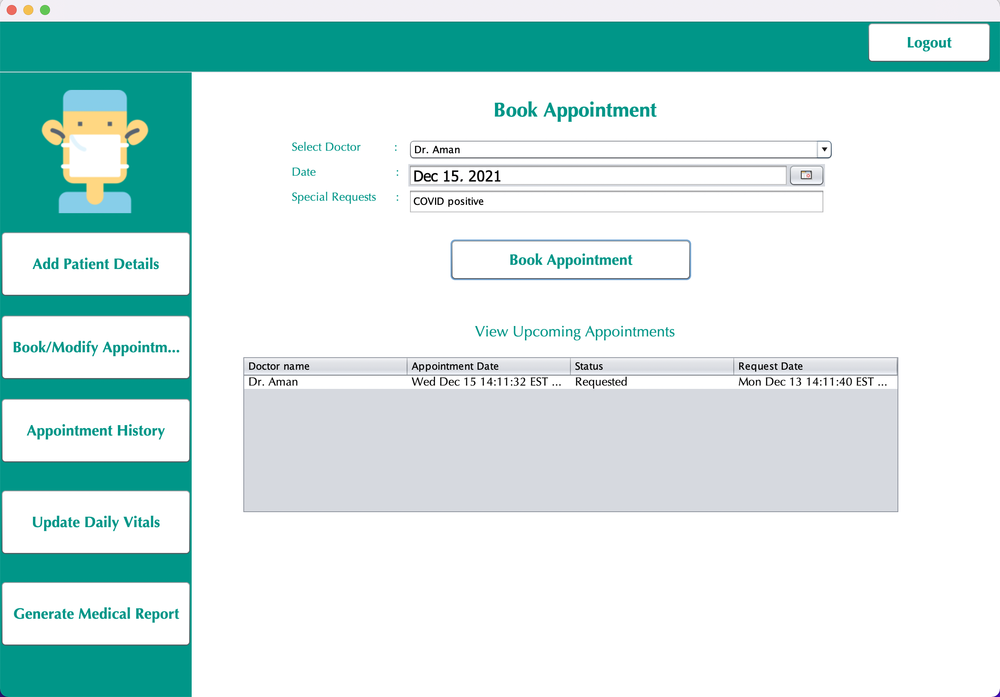 Logout
Book Appointment
Select Doctor : Dr. Aman
Date : Dec 15, 2021
Special Requests : COVID positive
Book Appointment
View Upcoming Appointments
Doctor name Appointment Date Status Request Date
Dr. Aman Wed Dec 15 14:11:32 EST ... Requested Mon Dec 13 14:11:40 EST ...
Add Patient Details
Book/Modify Appointm...
Appointment History
Update Daily Vitals
Generate Medical Report